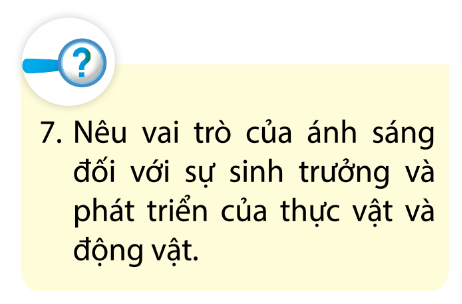 ?
7. Nêu vai trò của ánh sáng
đối với sự sinh trưởng và
phát triển của thực vật và
động vật.